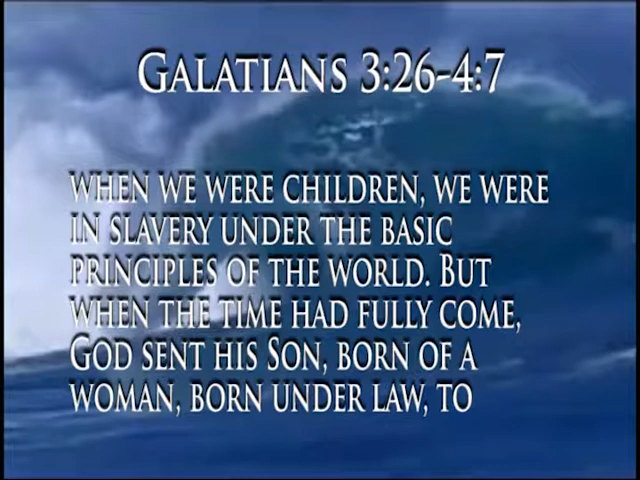 Galatians 3:26-4:7
when we were children, we were
in slavery under the basic
principles of the world. But
when the time had fully come,
God sent his Son, born of a
woman, born under law, to